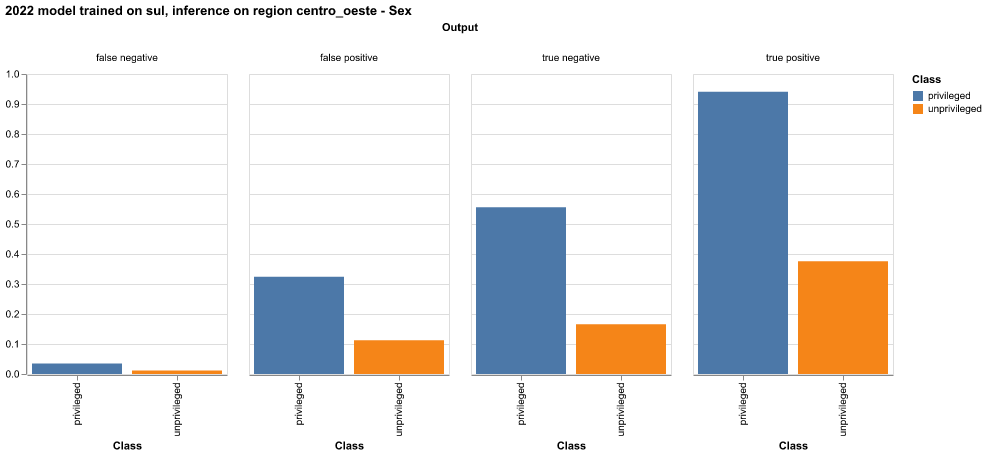 2022 model trained on sul, inference on region centro_oeste - Sex
Output
false negative
false positive
true negative
true positive
1.0
0.9
0.8
0.7
0.6
0.5
0.4
0.3
0.2
0.1
0.0
privileged
unprivileged
privileged
unprivileged
privileged
unprivileged
privileged
unprivileged
Class
Class
Class
Class
Class
privileged
unprivileged